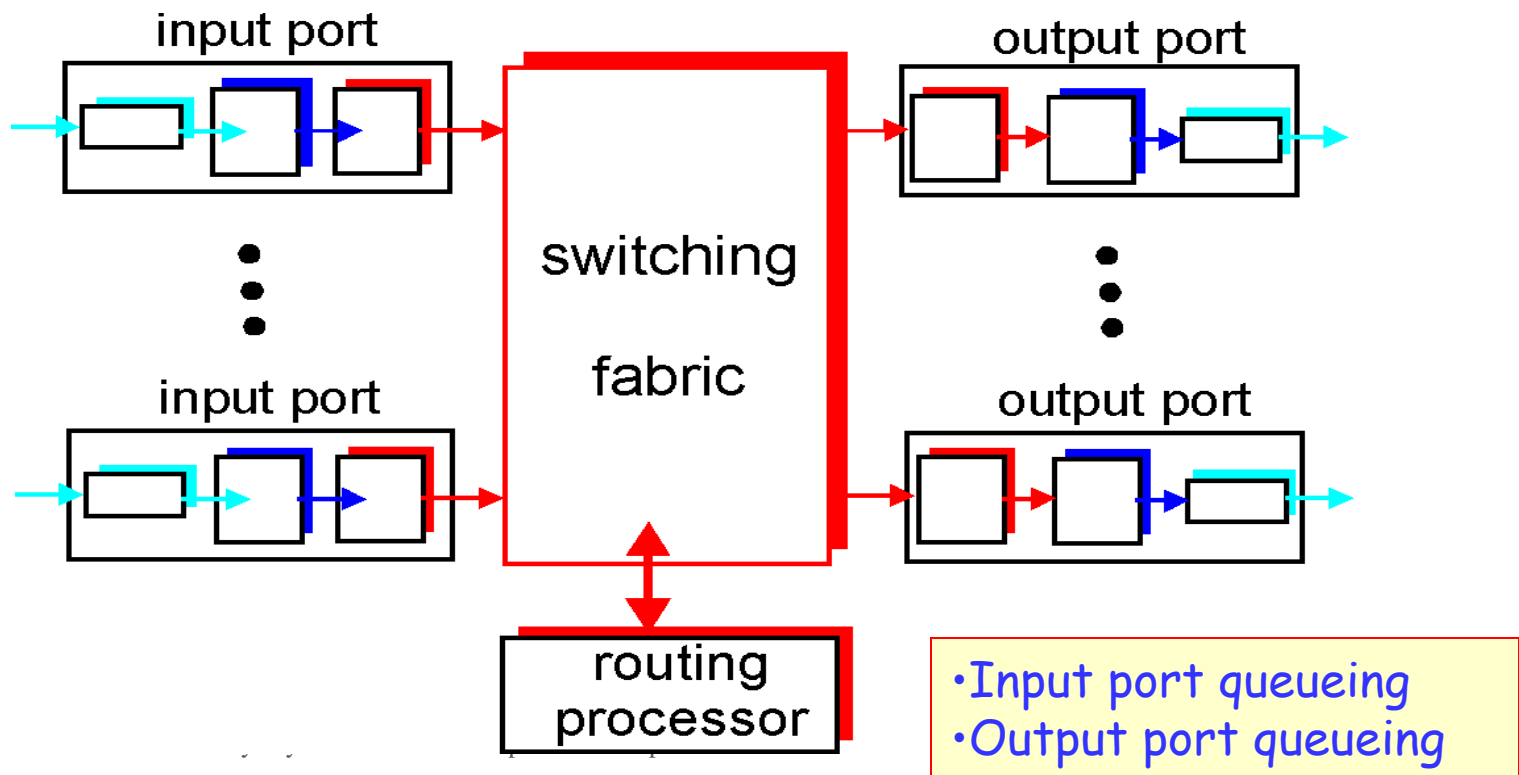 input port
output port
switching
fabric
input port
output port
routing
processor
•Input port queueing
•Output port queueing